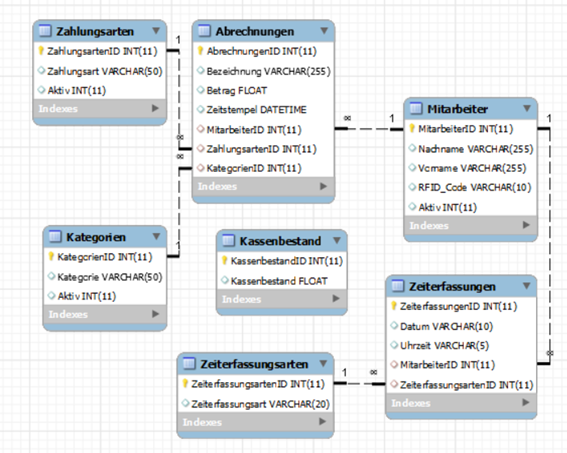 Zahlungsarten
ZahlungsartenID INT(11)
Zahlungsart VARCHAR(50)
Aktiv INT(11)
Indexes
1
∞
Abrechnungen
AbrechnungenID INT(11)
Bezeichnung VARCHAR(255)
Betrag FLOAT
Zeitstempel DATETIME
MitarbeiterID INT(11)
ZahlungsartenID INT(11)
KategorienID INT(11)
Indexes
∞
1
Mitarbeiter
MitarbeiterID INT(11)
Nachname VARCHAR(255)
Vorname VARCHAR(255)
RFID_Code VARCHAR(10)
Aktiv INT(11)
Indexes
1
∞
Kategorien
KategorienID INT(11)
Kategorie VARCHAR(50)
Aktiv INT(11)
Indexes
1
∞
Kassenbestand
KassenbestandID INT(11)
Kassenbestand FLOAT
Indexes
Zeiterfassungen
ZeiterfassungenID INT(11)
Datum VARCHAR(10)
Uhrzeit VARCHAR(5)
MitarbeiterID INT(11)
ZeiterfassungsartenID INT(11)
Indexes
Zeiterfassungsarten
ZeiterfassungsartenID INT(11)
Zeiterfassungsart VARCHAR(20)
Indexes
1
∞